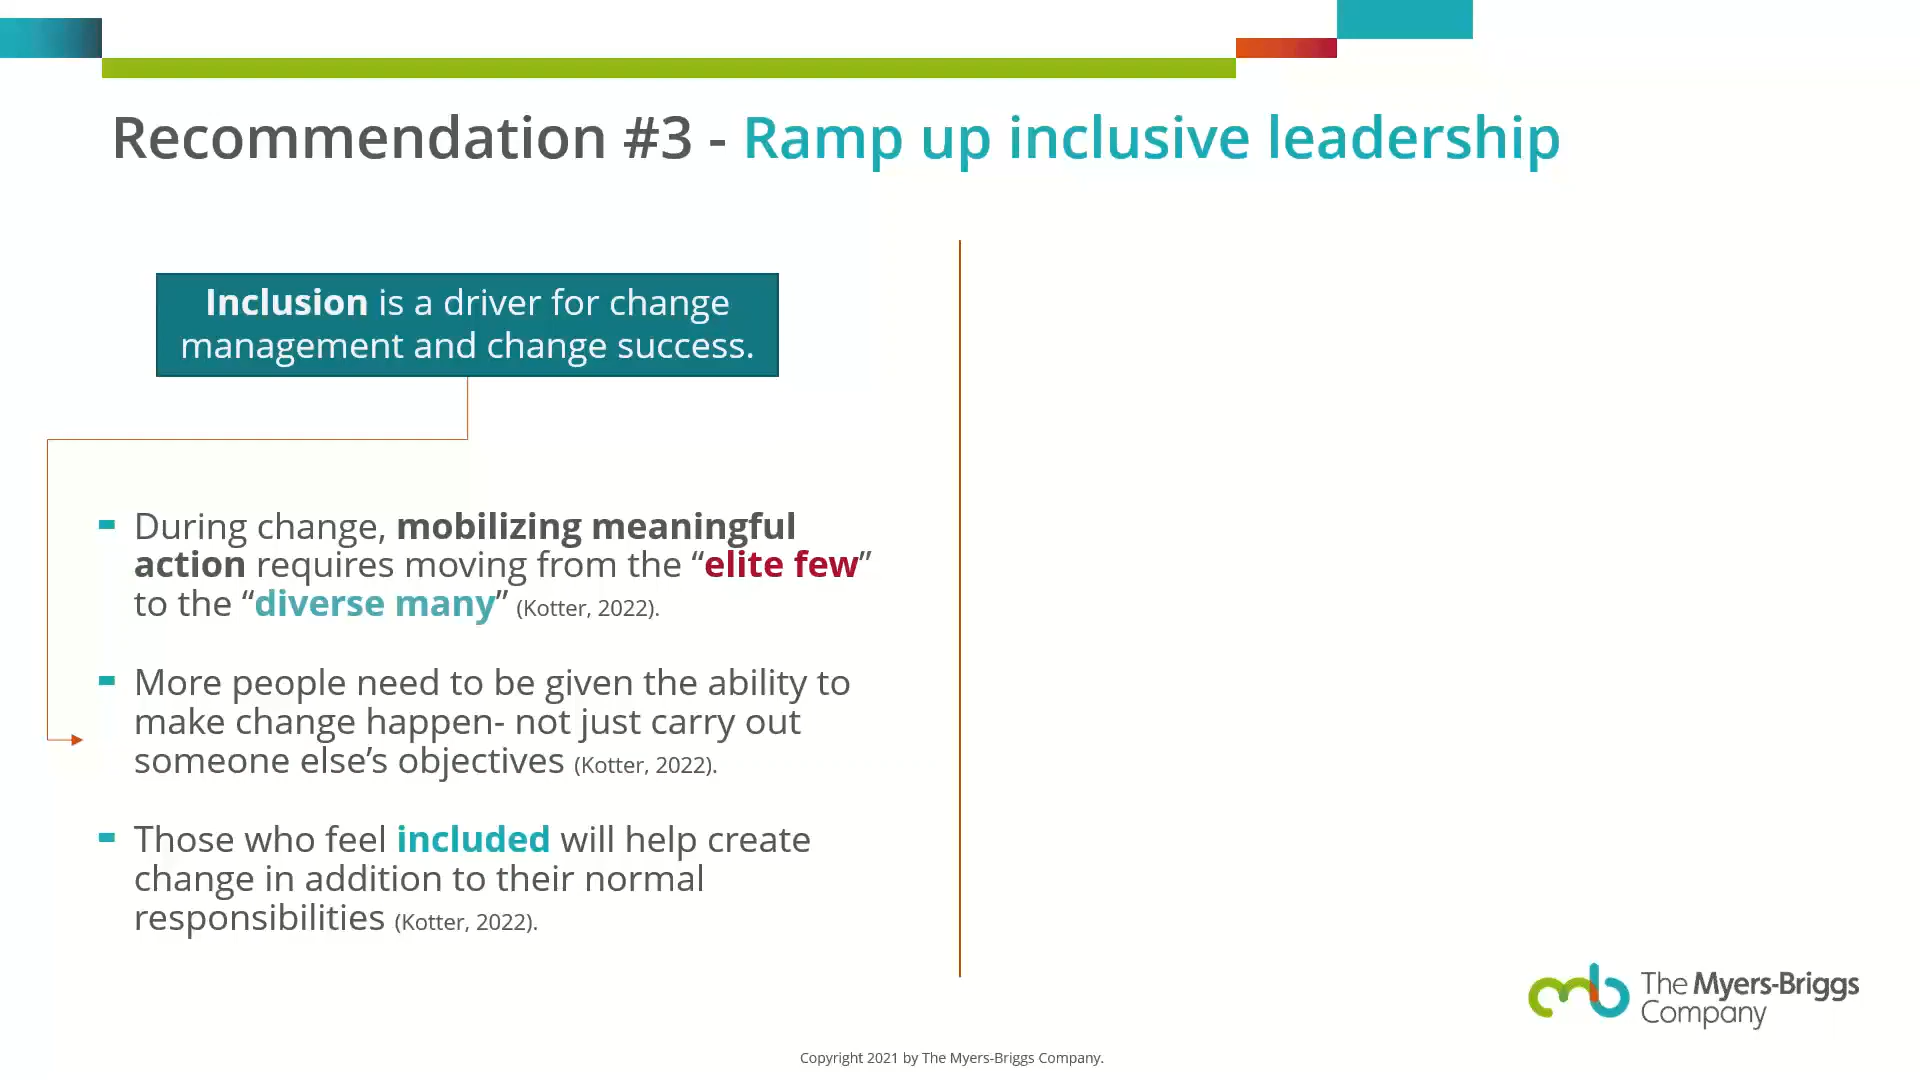 Recommendation #3 - Ramp up inclusive leadership
Inclusion is a driver for change
management and change success.
During change, mobilizing meaningful
action requires moving from the “elite few”
to the “diverse many” (Kotter, 2022).
More people need to be given the ability to
make change happen- not just carry out
someone else’s objectives (Kotter, 2022).
Those who feel included will help create
change in addition to their normal
responsibilities (Kotter, 2022).
The Myers-Briggs
Company
Copyright 2021 by The Myers-Briggs Company.